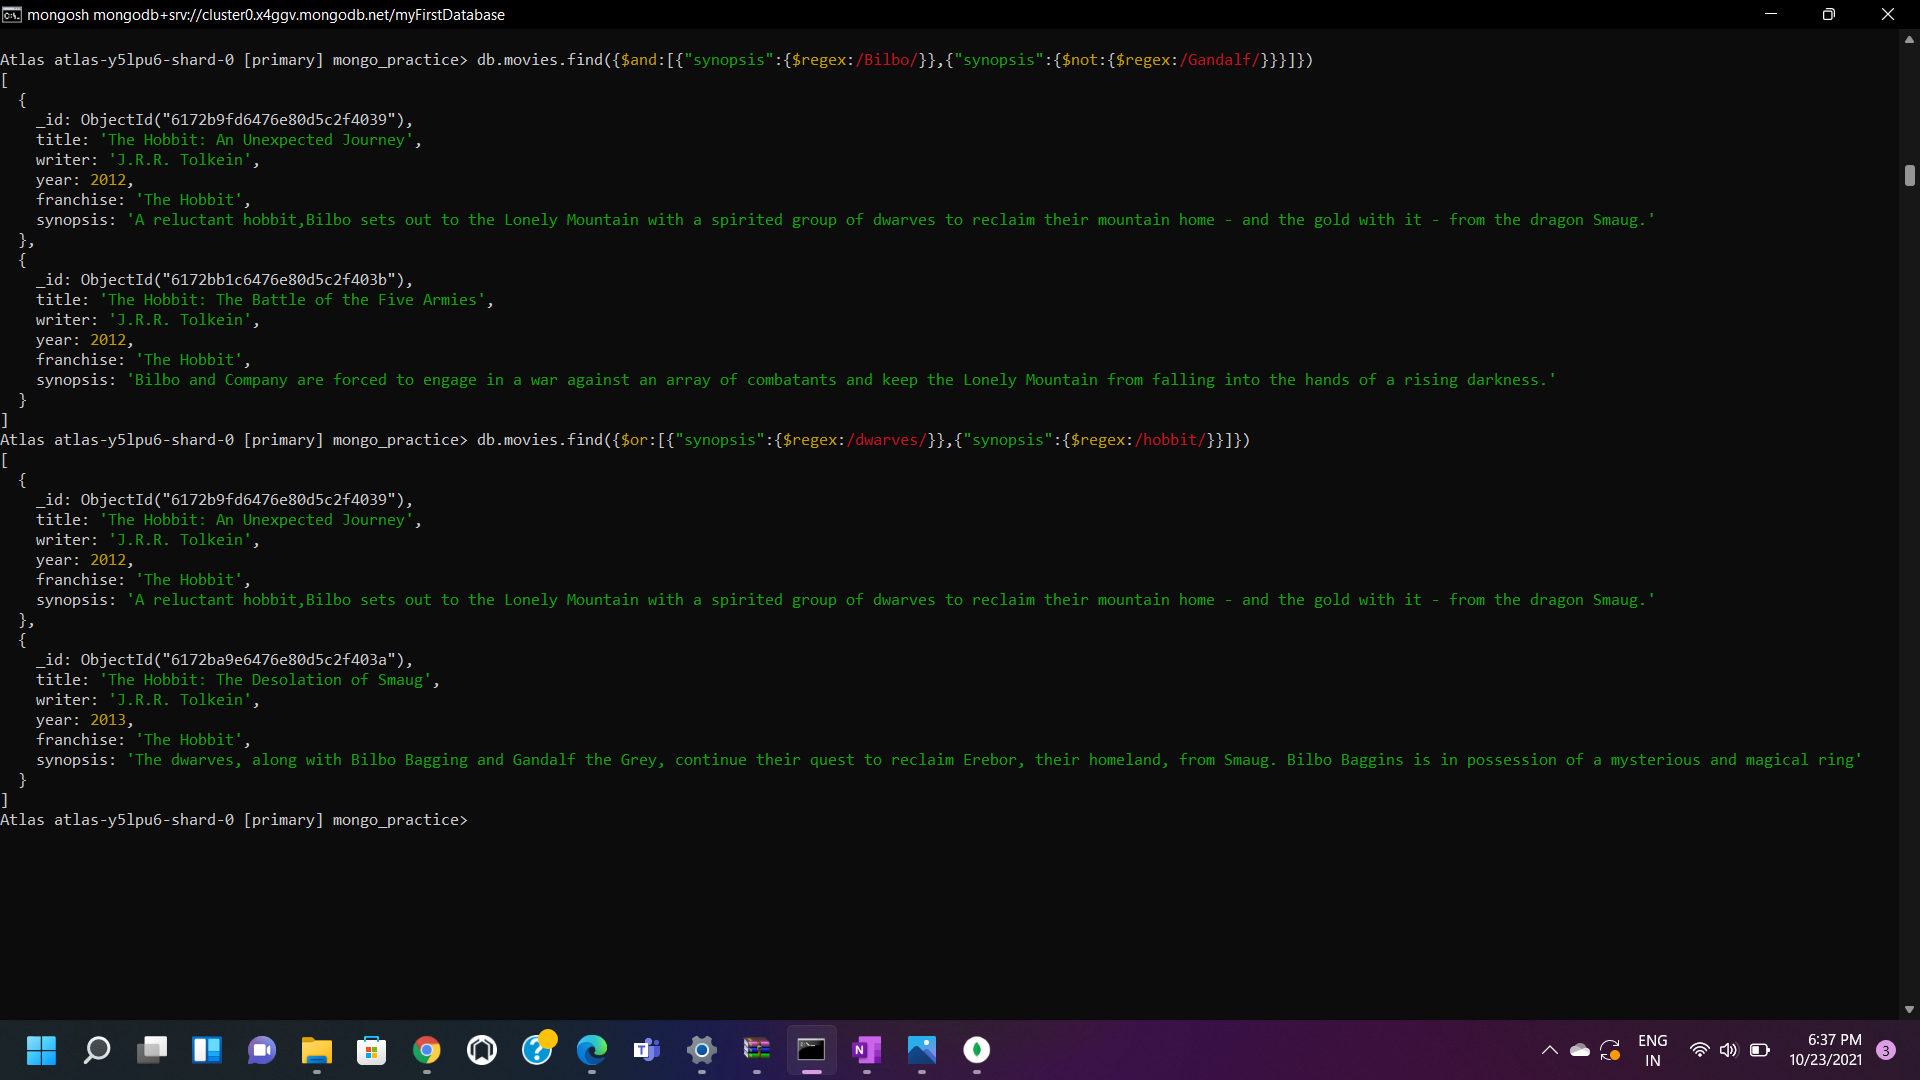 mongosh mongodb+srv://cluster0.x4ggv.mongodb.net/myFirstDatabase
Atlas atlas-y5lpu6-shard-0 [primary] mongo_practice> db.movies.find({$and:[{"synopsis":{$regex:/Bilbo/}},{"synopsis":{$not:{$regex:/Gandalf/}}}]})
[
  {
    _id: ObjectId("6172b9fd6476e80d5c2f4039"),
    title: 'The Hobbit: An Unexpected Journey',
    writer: 'J.R.R. Tolkein',
    year: 2012,
    franchise: 'The Hobbit',
    synopsis: 'A reluctant hobbit,Bilbo sets out to the Lonely Mountain with a spirited group of dwarves to reclaim their mountain home - and the gold with it - from the dragon Smaug.'
  },
  {
    _id: ObjectId("6172bb1c6476e80d5c2f403b"),
    title: 'The Hobbit: The Battle of the Five Armies',
    writer: 'J.R.R. Tolkein',
    year: 2012,
    franchise: 'The Hobbit',
    synopsis: 'Bilbo and Company are forced to engage in a war against an array of combatants and keep the Lonely Mountain from falling into the hands of a rising darkness.'
  }
]
Atlas atlas-y5lpu6-shard-0 [primary] mongo_practice> db.movies.find({$or:[{"synopsis":{$regex:/dwarves/}},{"synopsis":{$regex:/hobbit/}}]})
[
  {
    _id: ObjectId("6172b9fd6476e80d5c2f4039"),
    title: 'The Hobbit: An Unexpected Journey',
    writer: 'J.R.R. Tolkein',
    year: 2012,
    franchise: 'The Hobbit',
    synopsis: 'A reluctant hobbit,Bilbo sets out to the Lonely Mountain with a spirited group of dwarves to reclaim their mountain home - and the gold with it - from the dragon Smaug.'
  },
  {
    _id: ObjectId("6172ba9e6476e80d5c2f403a"),
    title: 'The Hobbit: The Desolation of Smaug',
    writer: 'J.R.R. Tolkein',
    year: 2013,
    franchise: 'The Hobbit',
    synopsis: 'The dwarves, along with Bilbo Bagging and Gandalf the Grey, continue their quest to reclaim Erebor, their homeland, from Smaug. Bilbo Baggins is in possession of a mysterious and magical ring'
  }
]
Atlas atlas-y5lpu6-shard-0 [primary] mongo_practice>
ENG
IN
6:37 PM
10/23/2021
3